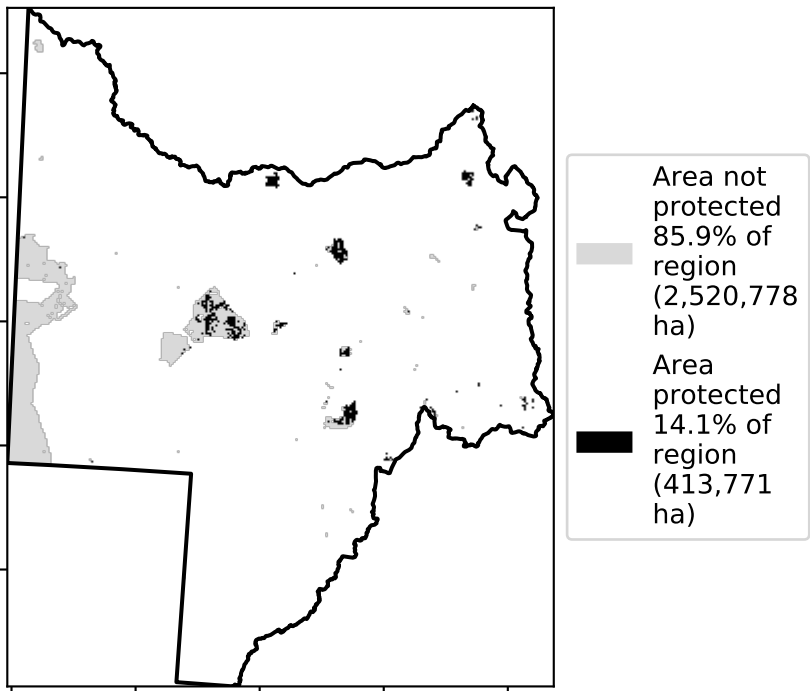 Area not
protected
85.9% of
region
(2,520,778
ha)
Area
protected
14.1% of
region
(413,771
ha)